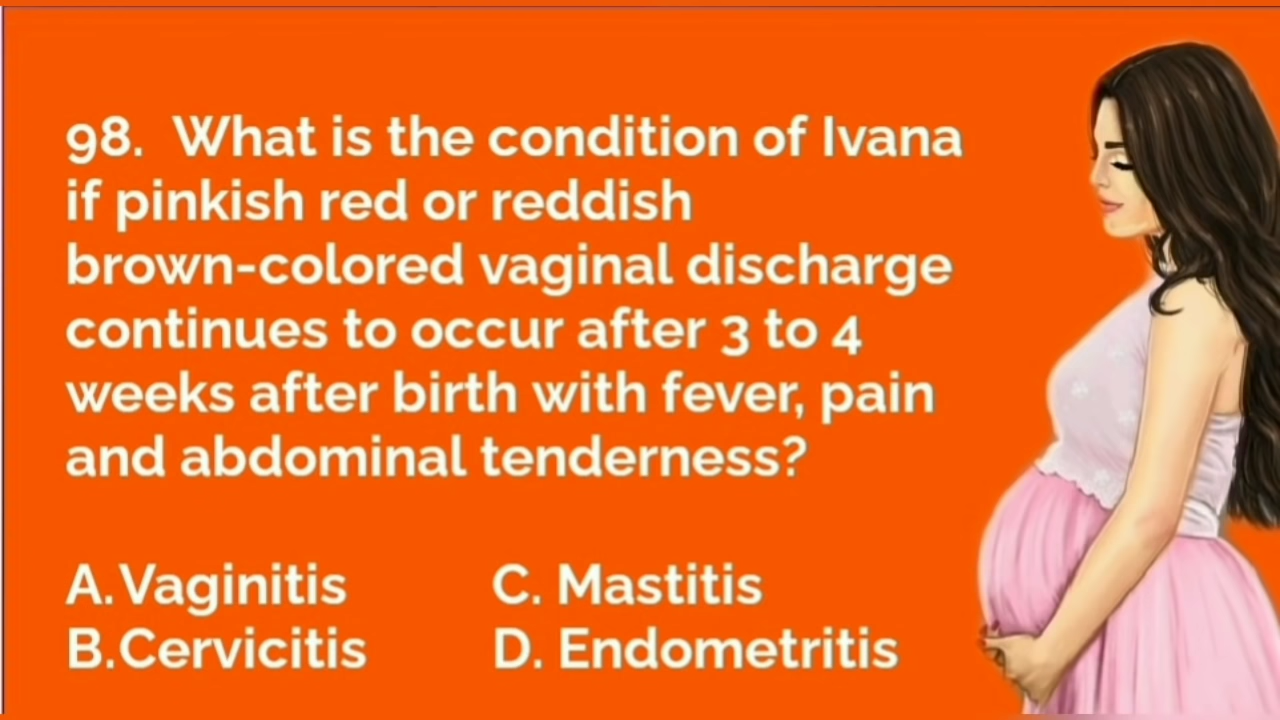 98. What is the condition of Ivana
if pinkish red or reddish
brown-colored vaginal discharge
continues to occur after 3 to 4
weeks after birth with fever, pain
and abdominal tenderness?
A. Vaginitis
B. Cervicitis
C. Mastitis
D. Endometritis